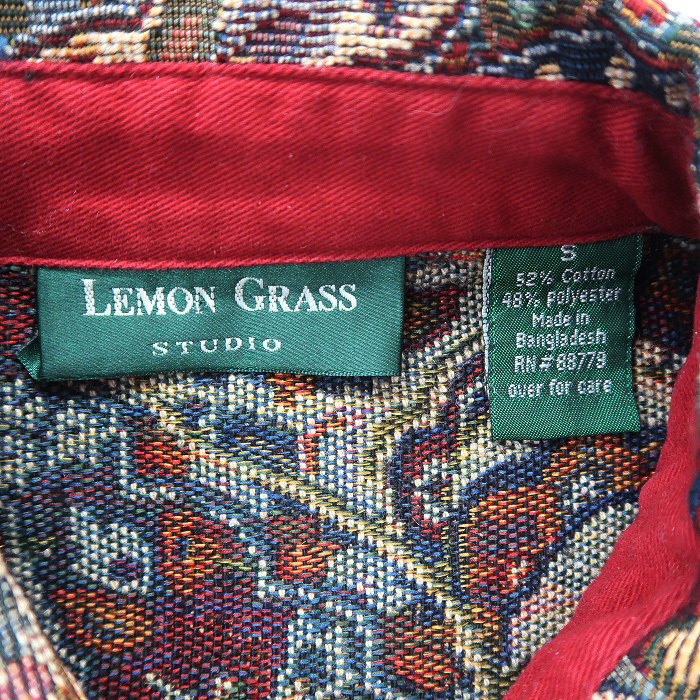 LEMON GRASS
STUDIO
S
52% Cotton
48% Polyester
Made in
Bangladesh
RN# 88779
over for care